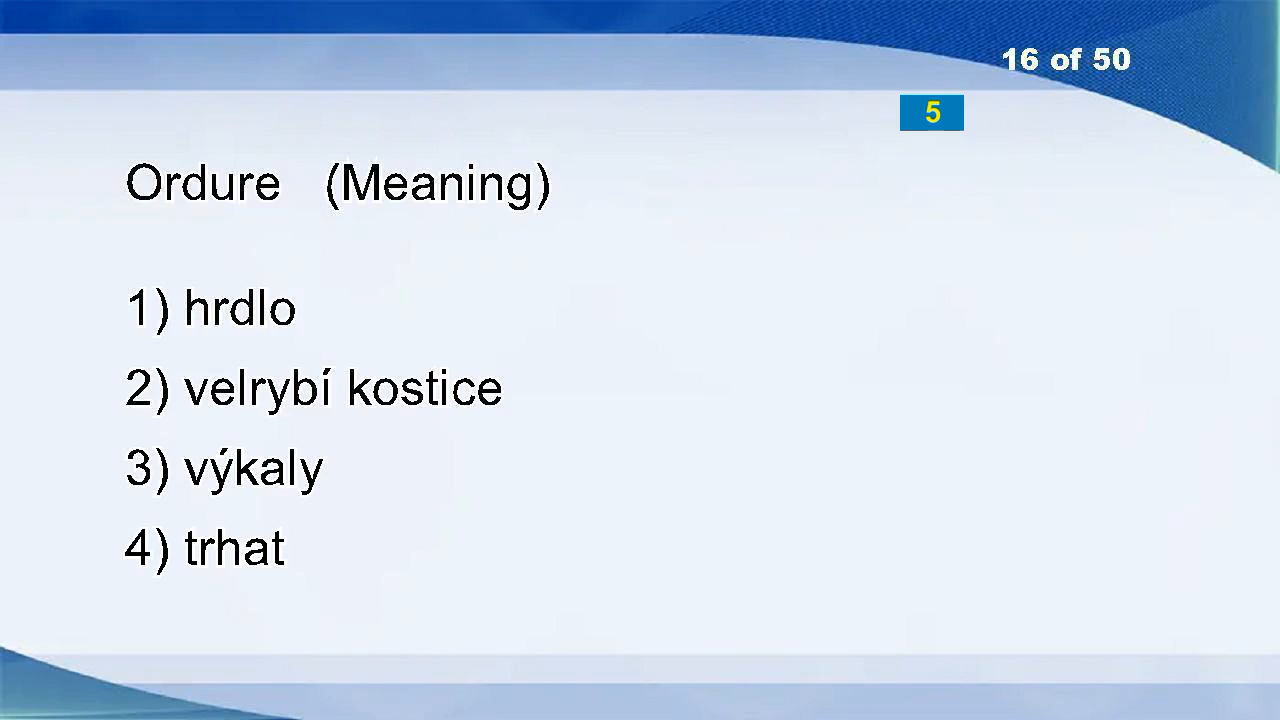 16 of 50
5
Ordure (Meaning)
1) hrdlo
2) velrybí kostice
3) výkaly
4) trhat